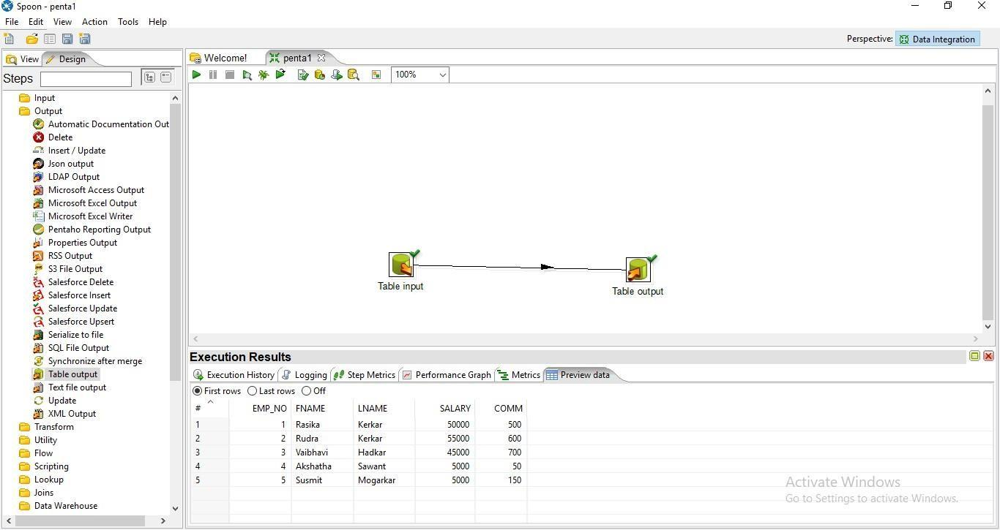 Spoon - penta1
File Edit View Action Tools Help
Perspective: Data Integration
View Design
Welcome! penta1
Steps
100%
Input
Output
Automatic Documentation Out
Delete
Insert / Update
Json output
LDAP Output
Microsoft Access Output
Microsoft Excel Output
Microsoft Excel Writer
Pentaho Reporting Output
Properties Output
RSS Output
S3 File Output
Salesforce Delete
Salesforce Insert
Salesforce Update
Salesforce Upsert
Serialize to file
SQL File Output
Synchronize after merge
Table output
Text file output
Update
XML Output
Transform
Utility
Flow
Scripting
Lookup
Joins
Data Warehouse
Table input
Table output
Execution Results
Execution History Logging Step Metrics Performance Graph Metrics Preview data
First rows Last rows Off
# EMP_NO FNAME LNAME SALARY COMM
1 1 Rasika Kerkar 50000 500
2 2 Rudra Kerkar 55000 600
3 3 Vaibhavi Hadkar 45000 700
4 4 Akshatha Sawant 5000 50
5 5 Susmit Mogarkar 5000 150
Activate Windows
Go to Settings to activate Windows.